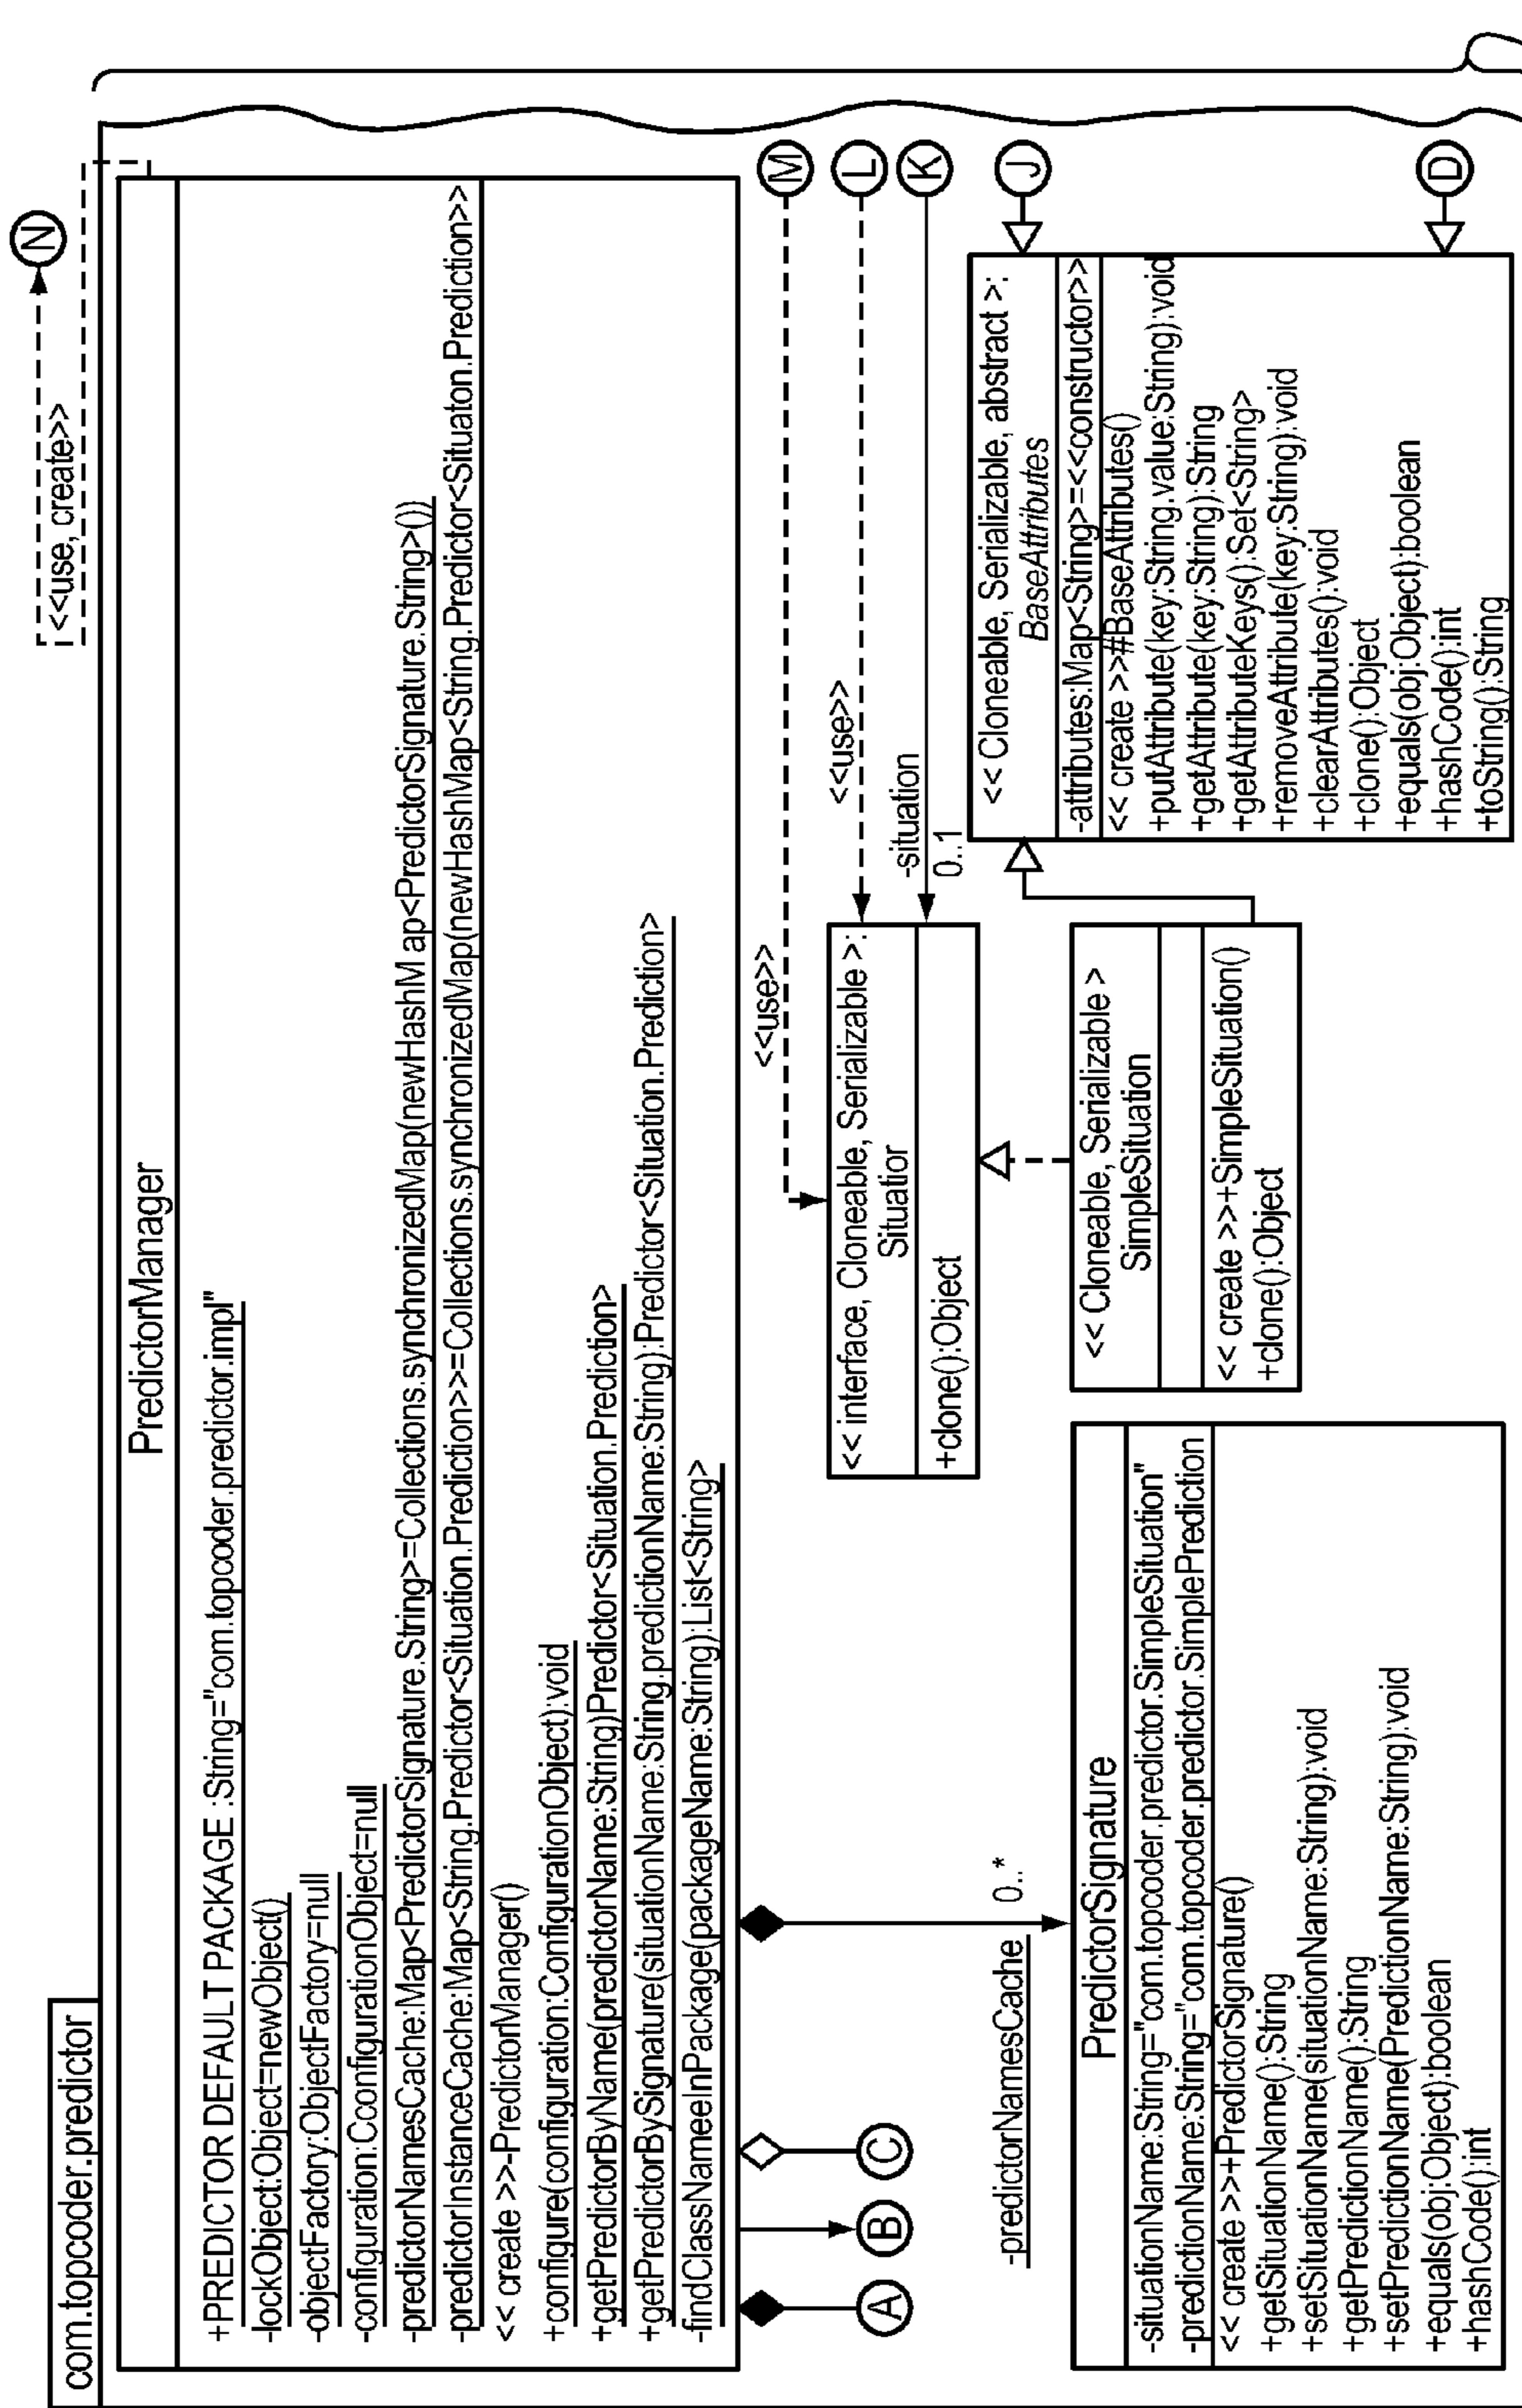 com.topcoder.predictor
N
<<use, create>>
PredictorManager
+PREDICTOR DEFAULT PACKAGE :String="com.topcoder.predictor.impl"
-lockObject:Object=newObject()
-objectFactory:ObjectFactory=null
-configuration:CconfigurationObject=null
-predictorNamesCache:Map<PredictorSignature.String>=Collections.synchronizedMap(newHashM ap<PredictorSignature.String>())
-predictorInstanceCache:Map<String.Predictor<Situation.Prediction>>=Collections.synchronizedMap(newHashMap<String.Predictor<Situaton.Prediction>>
<< create >>-PredictorManager()
+configure(configuration:ConfigurationObject):void
+getPredictorByName(predictorName:String)Predictor<Situation.Prediction>
+getPredictorBySignature(situationName:String.predictionName:String):Predictor<Situation.Prediction>
-findClassNameeInPackage(packageName:String):List<String>
A
B
C
-predictorNamesCache
0..*
<<use>>
M
<<use>>
L
-situation
0..1
K
<< interface, Cloneable, Serializable >:
Situatior
+clone():Object
<< Cloneable, Serializable >
SimpleSituation
<< create >>+SimpleSituation()
+clone():Object
J
D
<< Cloneable, Serializable, abstract >:
BaseAttributes
-attributes:Map<String>=<<constructor>>
<< create >>#BaseAttributes()
+putAttribute(key:String.value:String):void
+getAttribute(key:String):String
+getAttributeKeys():Set<String>
+removeAttribute(key:String):void
+clearAttributes():void
+clone():Object
+equals(obj:Object):boolean
+hashCode():int
+toString():String
PredictorSignature
-situationName:String="com.topcoder.predictor.SimpleSituation"
-predictionName:String="com.topcoder.predictor.SimplePrediction
<< create >>+PredictorSignature()
+getSituationName():String
+setSituationName(situationName:String):void
+getPredictionName():String
+setPredictionName(PredictionName:String):void
+equals(obj:Object):boolean
+hashCode():int